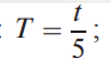 : T = t/5 ;